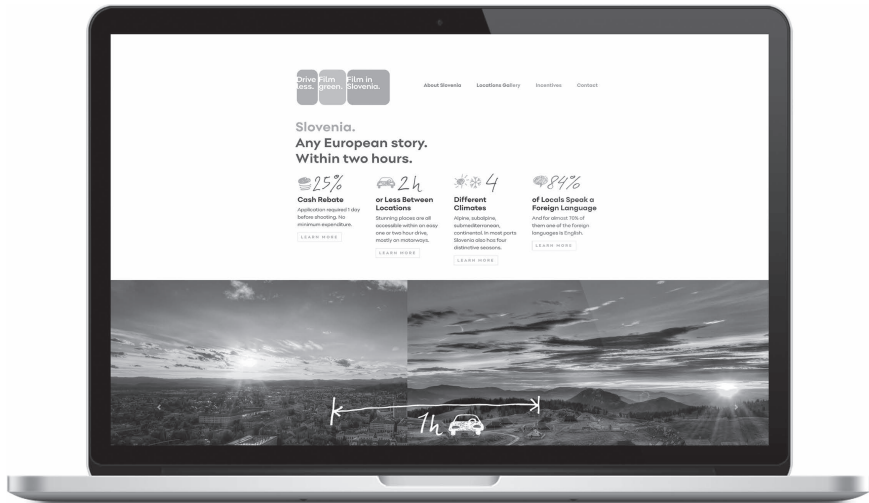 Drive less. Film green. Film in Slovenia.
About Slovenia Locations Gallery Incentives Contact
Slovenia.
Any European story.
Within two hours.
25%
Cash Rebate
Application required 1 day
before shooting. No
minimum expenditure.
LEARN MORE
2h
or Less Between
Locations
Stunning places are all
accessible within an easy
one or two hour drive,
mostly on motorways.
LEARN MORE
4
Different
Climates
Alpine, subalpine,
submediterranean,
continental. In most parts
Slovenia also has four
distinctive seasons.
LEARN MORE
84%
of Locals Speak a
Foreign Language
And for almost 70% of
them one of the foreign
languages is English.
LEARN MORE
1h